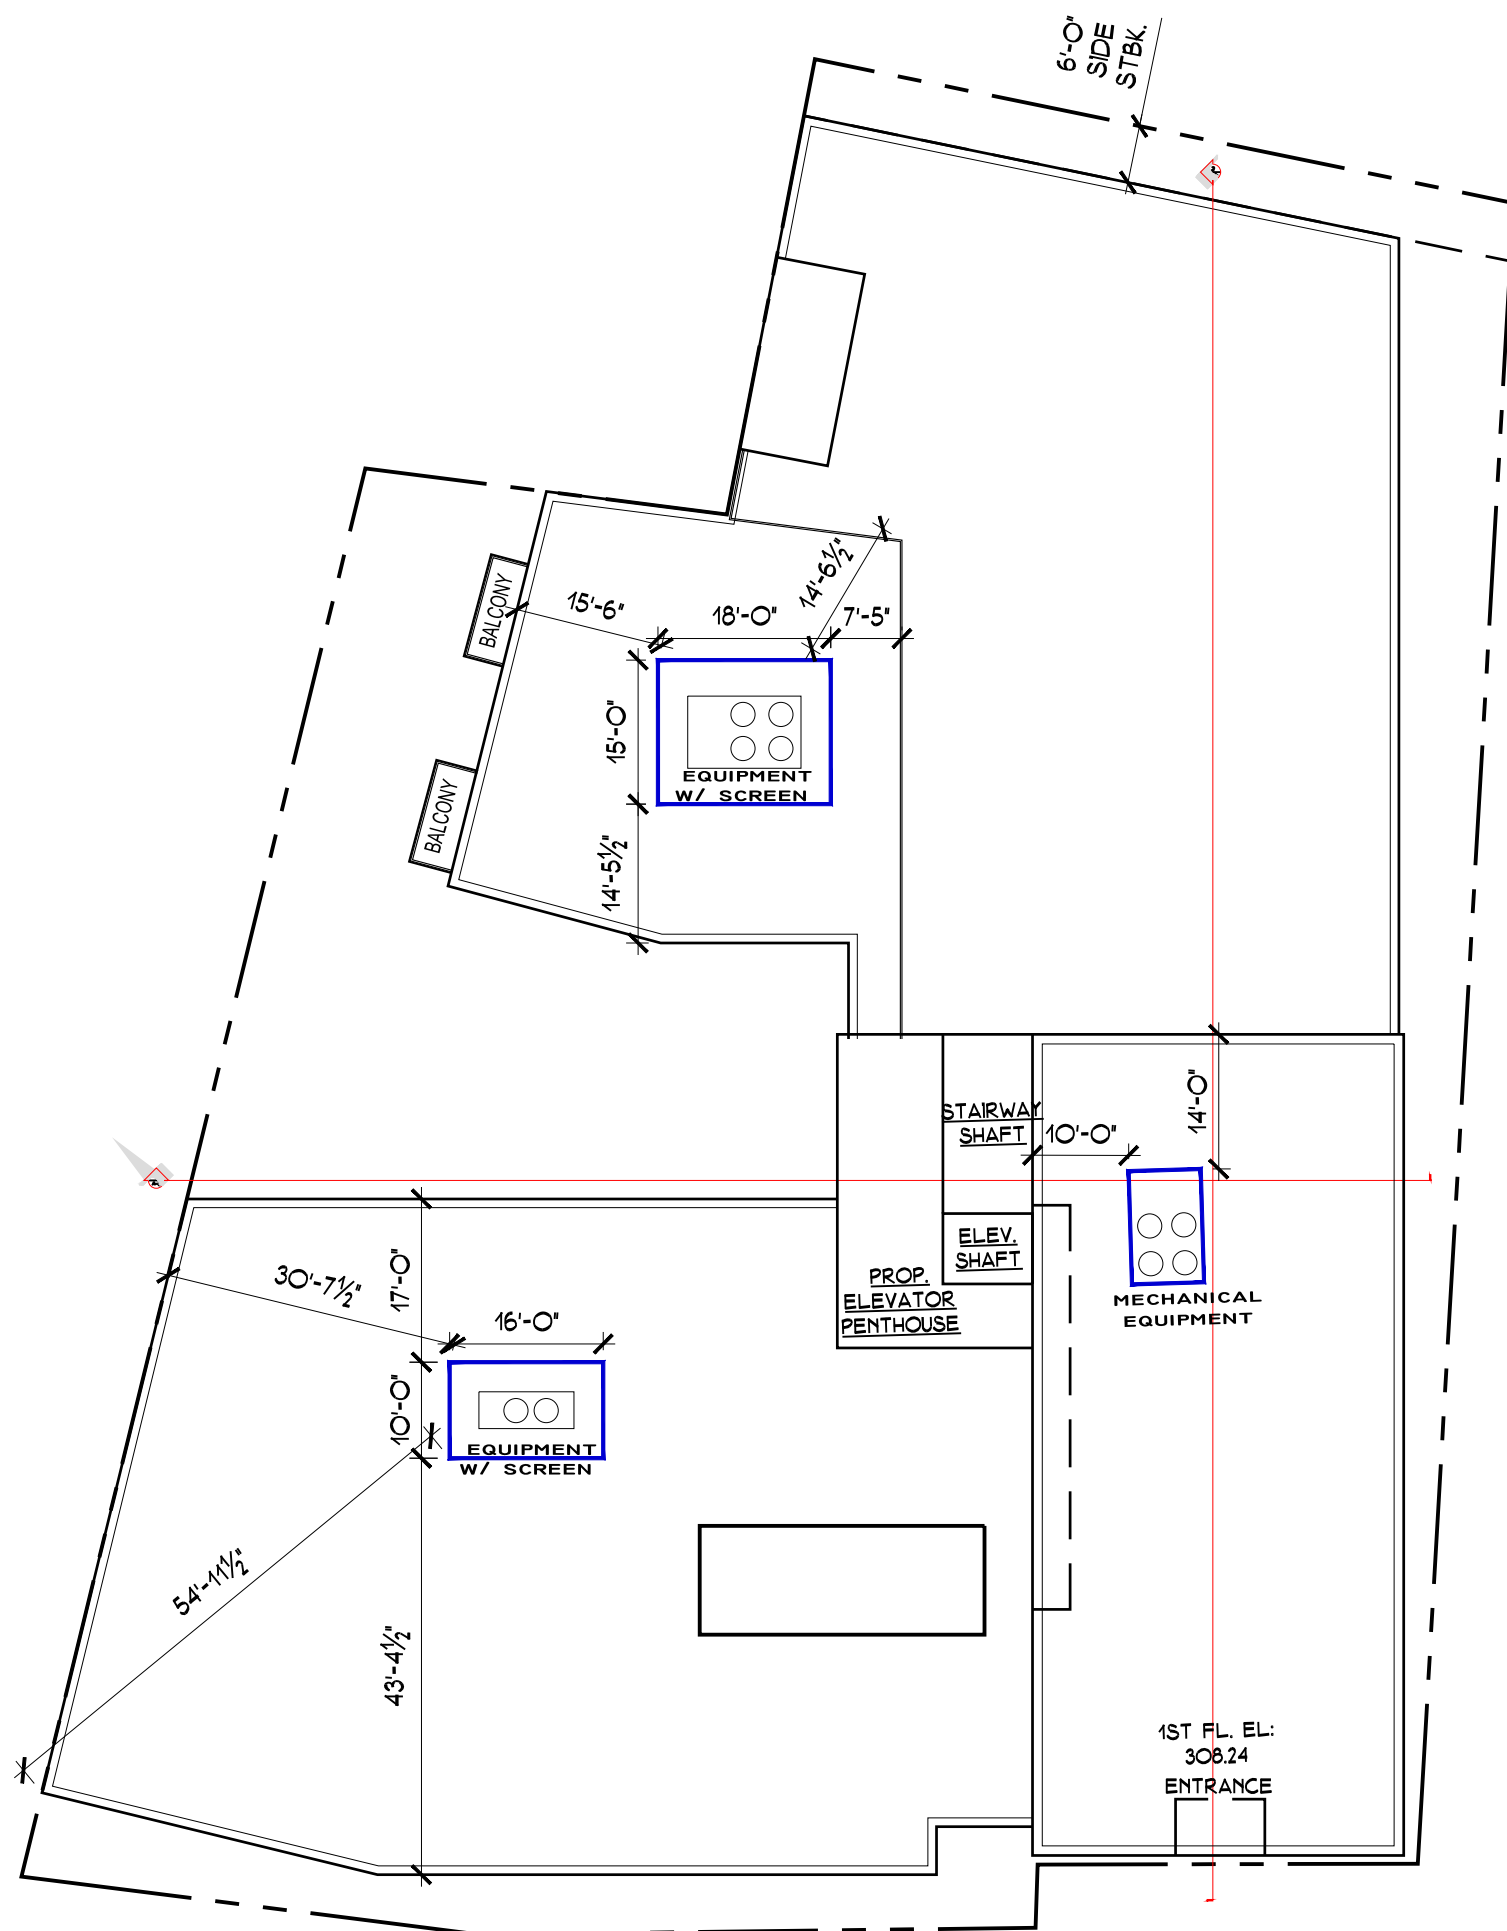 6'-0"
SIDE
STBK.
BALCONY
15'-6"
18'-0"
14'-6½"
7'-5"
15'-0"
EQUIPMENT
W/ SCREEN
BALCONY
14'-5½"
STAIRWAY
SHAFT
10'-0"
14'-0"
ELEV.
SHAFT
PROP.
ELEVATOR
PENTHOUSE
MECHANICAL
EQUIPMENT
30'-7½"
17'-0"
16'-0"
10'-0"
EQUIPMENT
W/ SCREEN
54'-11½"
43'-4½"
1ST FL. EL:
308.24
ENTRANCE